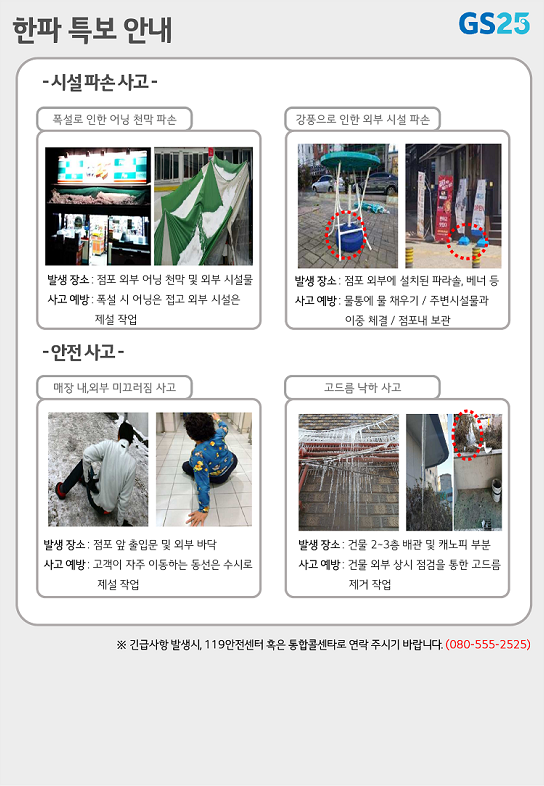 한파 특보 안내
GS25
- 시설 파손 사고 -
폭설로 인한 어닝 천막 파손
강풍으로 인한 외부 시설 파손
발생 장소 : 점포 외부 어닝 천막 및 외부 시설물
사고 예방 : 폭설 시 어닝은 접고 외부 시설은
제설 작업
발생 장소 : 점포 외부에 설치된 파라솔, 베너 등
사고 예방 : 물통에 물 채우기 / 주변시설물과
이중 체결 / 점포내 보관
- 안전 사고 -
매장 내,외부 미끄러짐 사고
고드름 낙하 사고
발생 장소 : 점포 앞 출입문 및 외부 바닥
사고 예방 : 고객이 자주 이동하는 동선은 수시로
제설 작업
발생 장소 : 건물 2~3층 배관 및 캐노피 부분
사고 예방 : 건물 외부 상시 점검을 통한 고드름
제거 작업
※ 긴급사항 발생시, 119안전센터 혹은 통합콜센타로 연락 주시기 바랍니다. (080-555-2525)